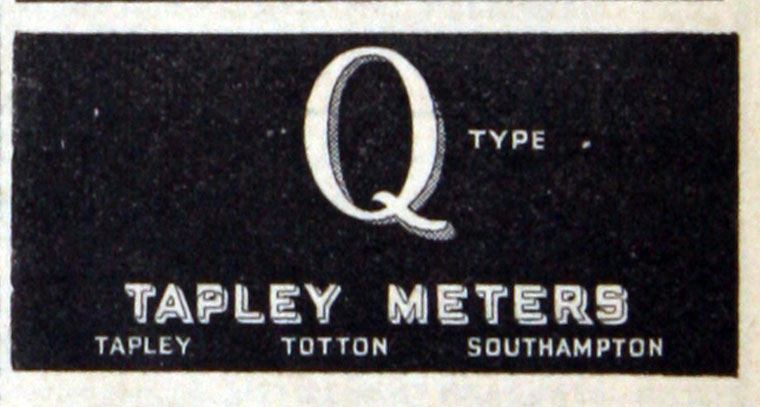 Q TYPE
TAPLEY METERS
TAPLEY TOTTON SOUTHAMPTON